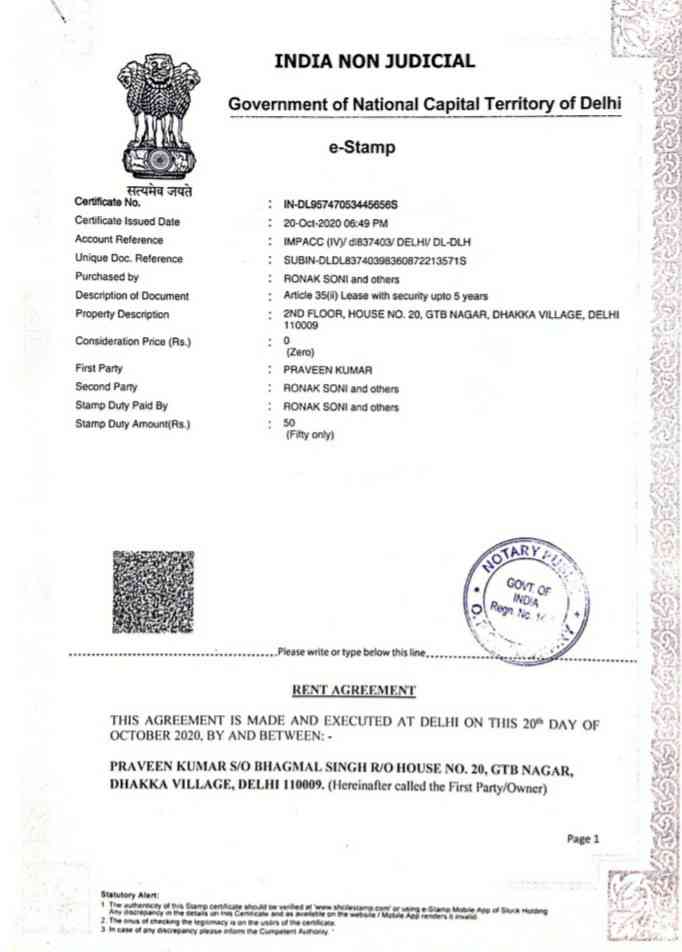 INDIA NON JUDICIAL
Government of National Capital Territory of Delhi
e-Stamp
सत्यमेव जयते
Certificate No. : IN-DL95747053445656S
Certificate Issued Date : 20-Oct-2020 06:49 PM
Account Reference : IMPACC (IV)/ dl837403/ DELHI/ DL-DLH
Unique Doc. Reference : SUBIN-DLDL83740398360872213571S
Purchased by : RONAK SONI and others
Description of Document : Article 35(ii) Lease with security upto 5 years
Property Description : 2ND FLOOR, HOUSE NO. 20, GTB NAGAR, DHAKKA VILLAGE, DELHI
110009
Consideration Price (Rs.) : 0
(Zero)
First Party : PRAVEEN KUMAR
Second Party : RONAK SONI and others
Stamp Duty Paid By : RONAK SONI and others
Stamp Duty Amount(Rs.) : 50
(Fifty only)
NOTARY
GOVT. OF
INDIA
Regn. No.
Please write or type below this line
RENT AGREEMENT
THIS AGREEMENT IS MADE AND EXECUTED AT DELHI ON THIS 20th DAY OF
OCTOBER 2020, BY AND BETWEEN: -
PRAVEEN KUMAR S/O BHAGMAL SINGH R/O HOUSE NO. 20, GTB NAGAR,
DHAKKA VILLAGE, DELHI 110009. (Hereinafter called the First Party/Owner)
Page 1
Statutory Alert:
1 The authenticity of this Stamp certificate should be verified at 'www.shcilestamp.com' or using e-Stamp Mobile App of Stock Holding
Any discrepancy in the details on this Certificate and as available on the website / Mobile App renders it invalid.
2. The onus of checking the legitimacy is on the users of the certificate.
3 In case of any discrepancy please inform the Competent Authority.